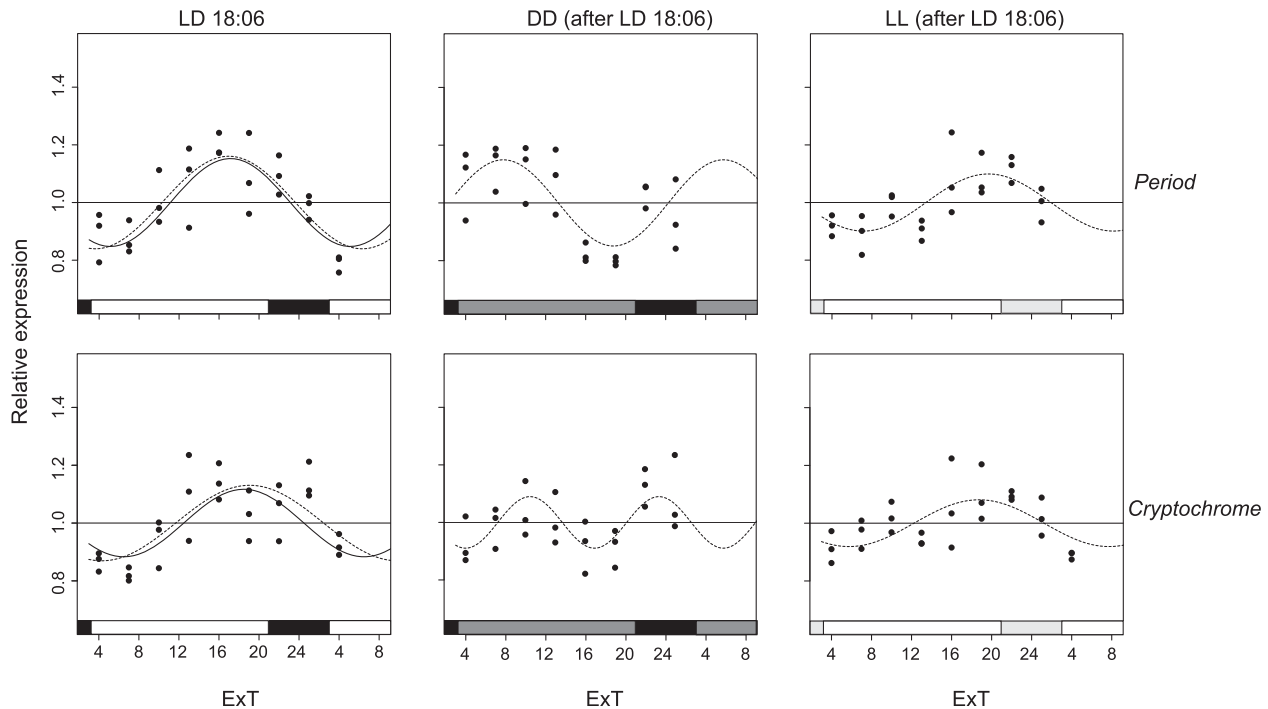 LD 18:06 DD (after LD 18:06) LL (after LD 18:06)
1.4
1.2
1.0
0.8
Period
Relative expression
1.4
1.2
1.0
0.8
Cryptochrome
4 8 12 16 20 24 4 8 4 8 12 16 20 24 4 8 4 8 12 16 20 24 4 8
ExT ExT ExT